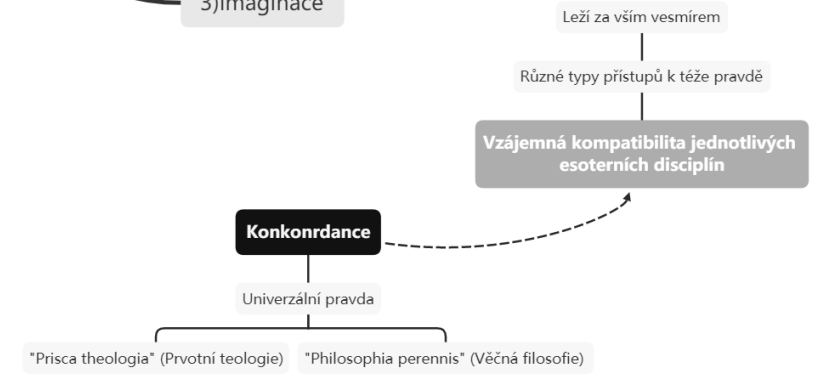 3)Imaginace
Leží za vším vesmírem
Různé typy přístupů k téže pravdě
Vzájemná kompatibilita jednotlivých
esoterních disciplín
Konkonrdance
Univerzální pravda
"Prisca theologia" (Prvotní teologie)
"Philosophia perennis" (Věčná filosofie)